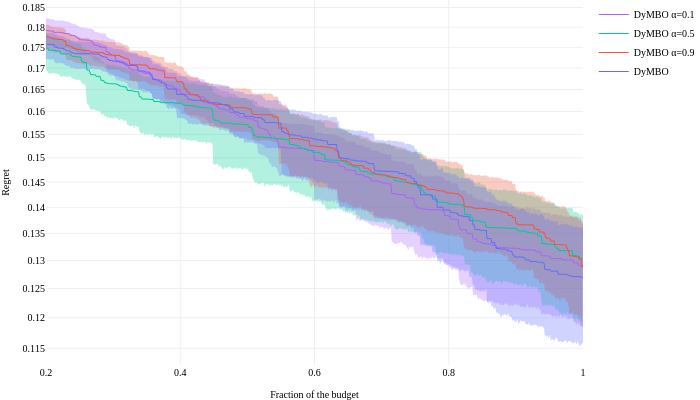 0.185
0.18
0.175
0.17
0.165
0.16
0.155
0.15
0.145
0.14
0.135
0.13
0.125
0.12
0.115
Regret
0.2 0.4 0.6 0.8 1
Fraction of the budget
DyMBO α=0.1
DyMBO α=0.5
DyMBO α=0.9
DyMBO